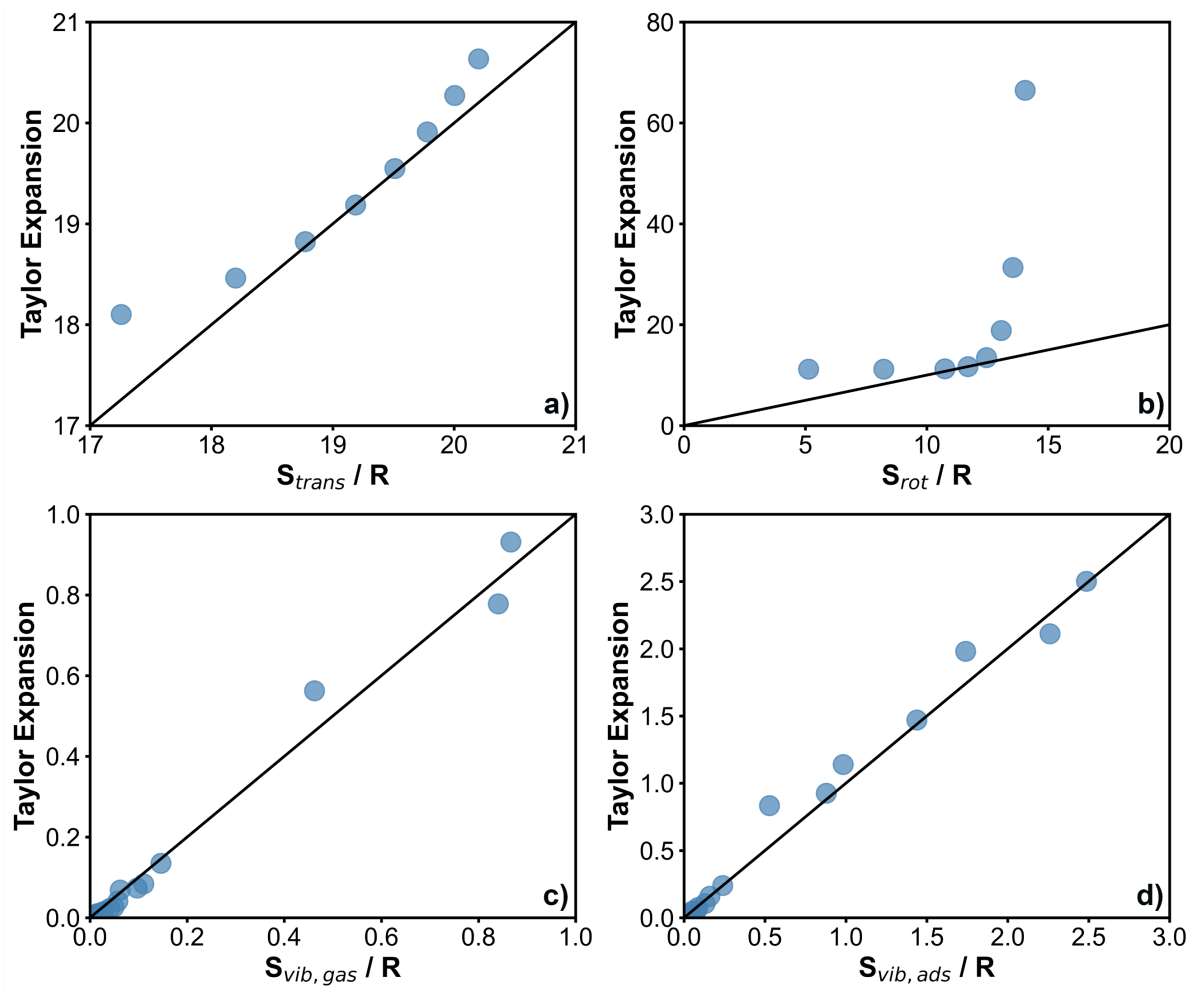 21
20
19
18
17
Taylor Expansion
a)
17 18 19 20 21
S_trans / R
80
60
40
20
0
Taylor Expansion
b)
0 5 10 15 20
S_rot / R
1.0
0.8
0.6
0.4
0.2
0.0
Taylor Expansion
c)
0.0 0.2 0.4 0.6 0.8 1.0
S_vib, gas / R
3.0
2.5
2.0
1.5
1.0
0.5
0.0
Taylor Expansion
d)
0.0 0.5 1.0 1.5 2.0 2.5 3.0
S_vib, ads / R